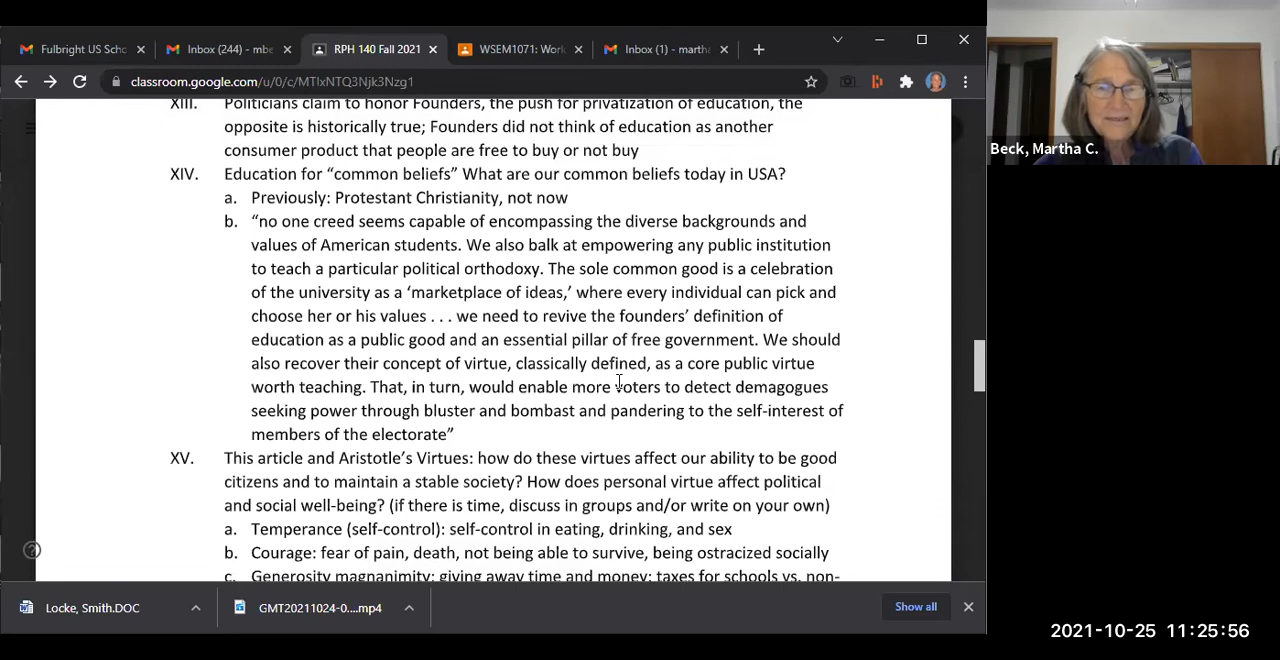 Fulbright US Scho
Inbox (244) - mbe
RPH 140 Fall 2021
WSEM1071: Work
Inbox (1) - martha
classroom.google.com/u/0/c/MTIxNTQ3Njk3Nzg1
XIII. Politicians claim to honor Founders, the push for privatization of education, the
opposite is historically true; Founders did not think of education as another
consumer product that people are free to buy or not buy
XIV. Education for “common beliefs” What are our common beliefs today in USA?
a. Previously: Protestant Christianity, not now
b. “no one creed seems capable of encompassing the diverse backgrounds and
values of American students. We also balk at empowering any public institution
to teach a particular political orthodoxy. The sole common good is a celebration
of the university as a ‘marketplace of ideas,’ where every individual can pick and
choose her or his values . . . we need to revive the founders’ definition of
education as a public good and an essential pillar of free government. We should
also recover their concept of virtue, classically defined, as a core public virtue
worth teaching. That, in turn, would enable more voters to detect demagogues
seeking power through bluster and bombast and pandering to the self-interest of
members of the electorate”
XV. This article and Aristotle’s Virtues: how do these virtues affect our ability to be good
citizens and to maintain a stable society? How does personal virtue affect political
and social well-being? (if there is time, discuss in groups and/or write on your own)
a. Temperance (self-control): self-control in eating, drinking, and sex
b. Courage: fear of pain, death, not being able to survive, being ostracized socially
c. Generosity magnanimity: giving away time and money: taxes for schools vs. non-
Locke, Smith.DOC
GMT20211024-0....mp4
Show all
Beck, Martha C.
2021-10-25 11:25:56